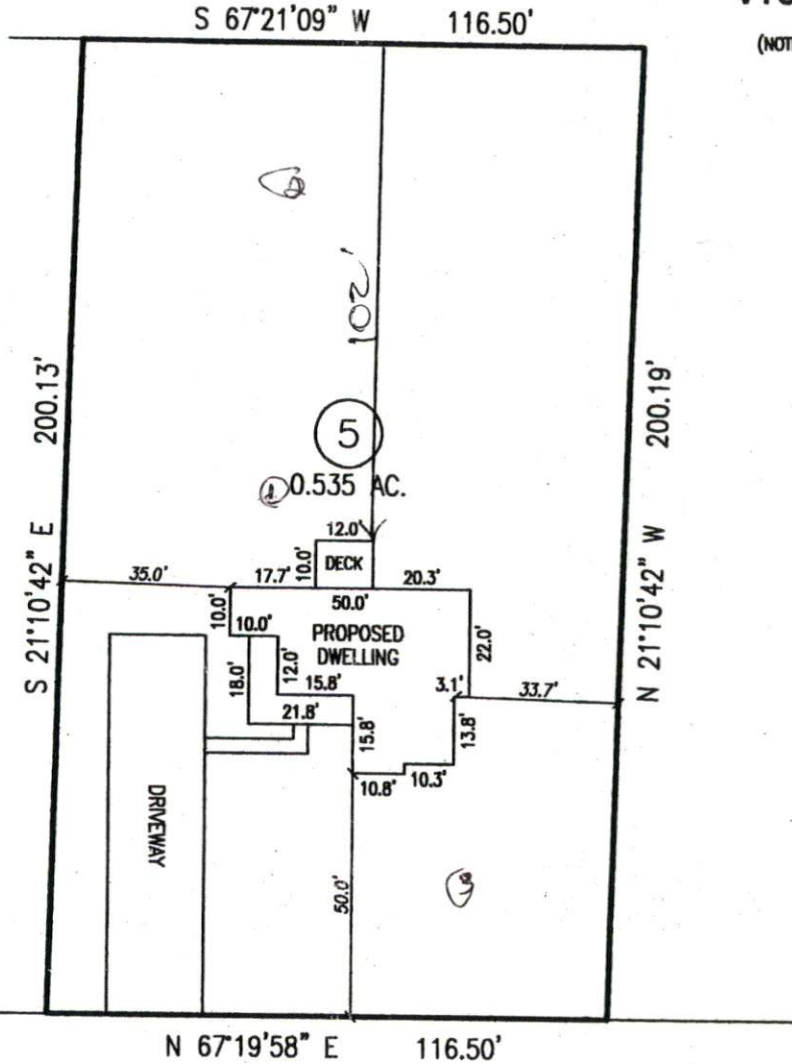 S 67°21'09" W 116.50'
(NOT
102'
200.13'
S 21°10'42" E
200.19'
N 21°10'42" W
5
0.535 AC.
12.0'
10.0'
DECK
35.0'
17.7'
20.3'
50.0'
10.0'
10.0'
PROPOSED
DWELLING
22.0'
18.0'
12.0'
15.8'
3.1'
33.7'
21.8'
15.8'
13.8'
10.8'
10.3'
DRIVEWAY
50.0'
N 67°19'58" E 116.50'